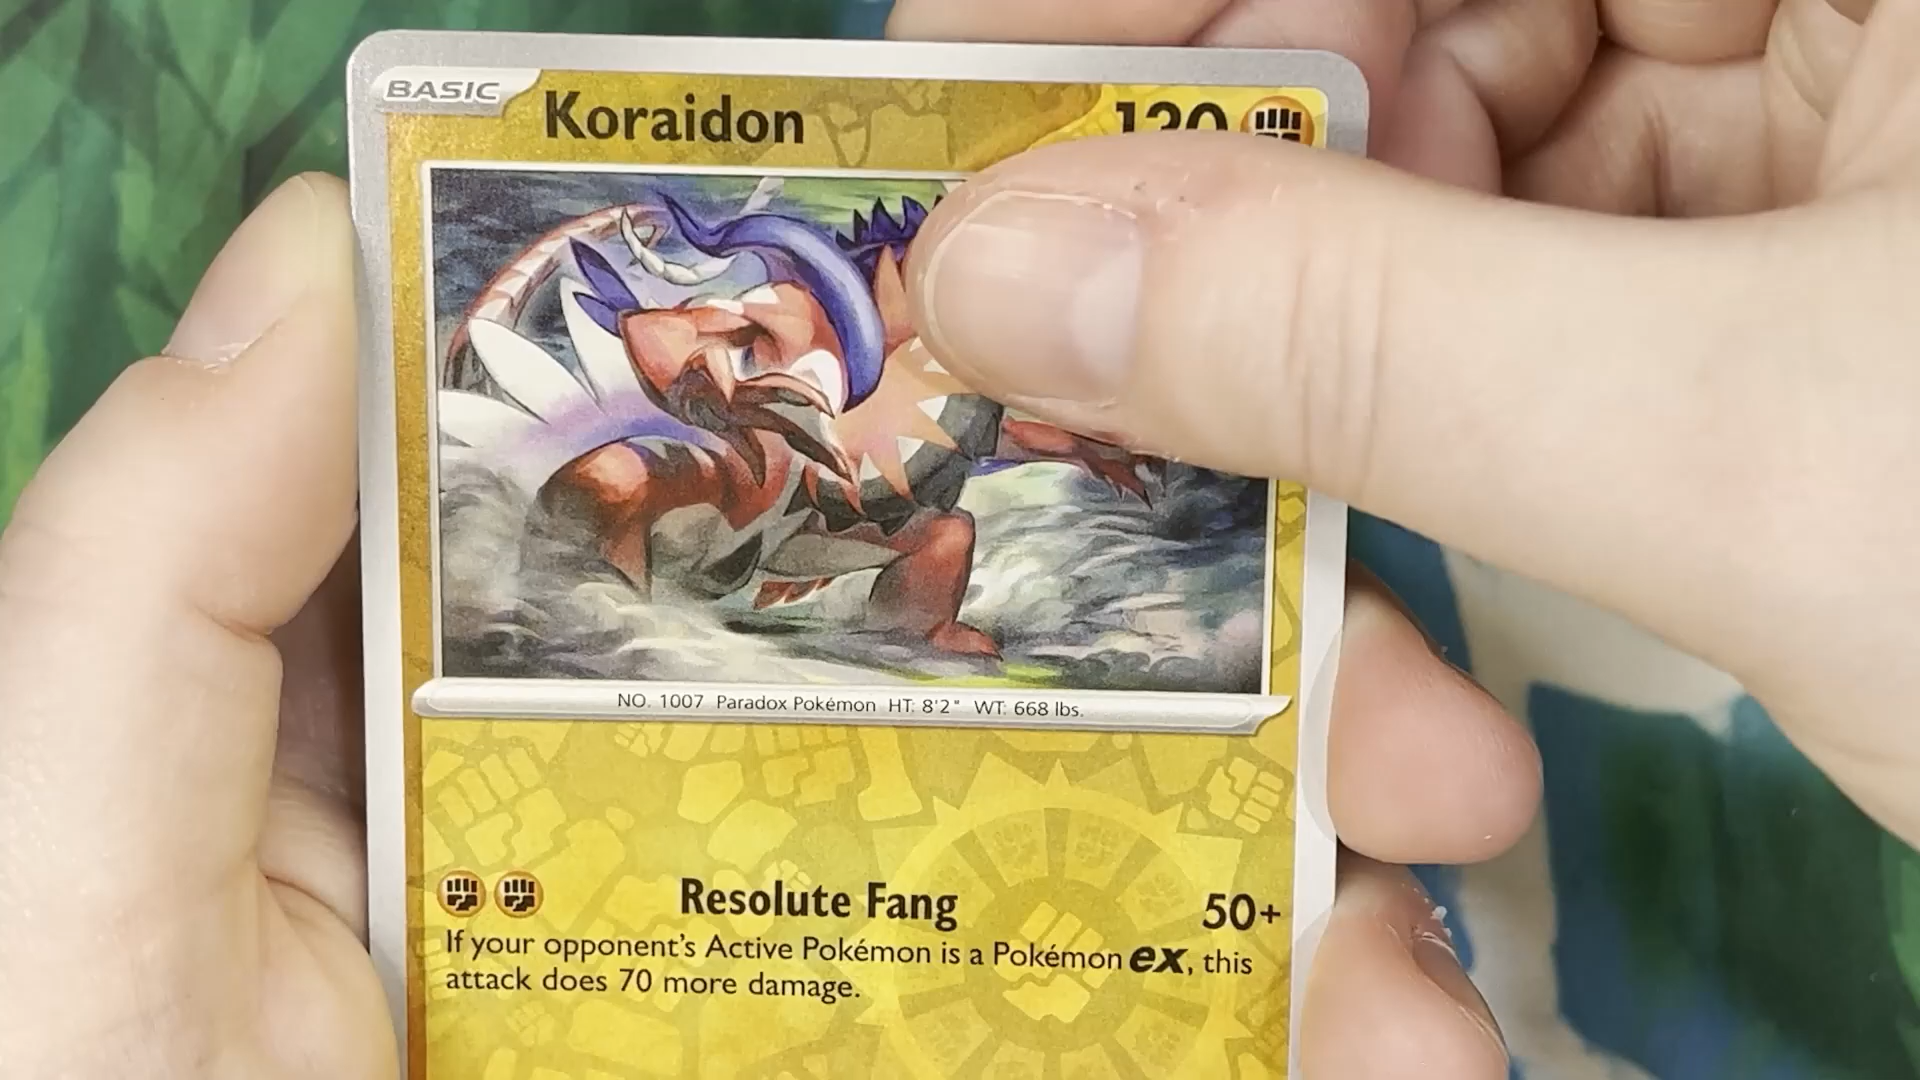 BASIC
Koraidon
130
NO. 1007 Paradox Pokémon HT: 8'2" WT: 668 lbs.
Resolute Fang 50+
If your opponent's Active Pokémon is a Pokémon ex, this
attack does 70 more damage.